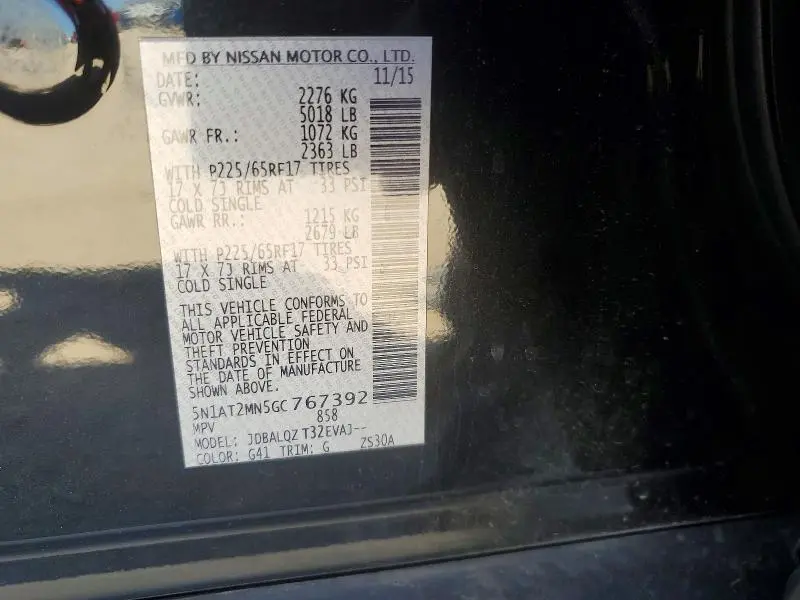 MFD BY NISSAN MOTOR CO., LTD.
DATE: 11/15
GVWR: 2276 KG
5018 LB
GAWR FR.: 1072 KG
2363 LB
WITH P225/65RF17 TIRES
17 X 7J RIMS AT 33 PSI
COLD SINGLE
GAWR RR.: 1215 KG
2679 LB
WITH P225/65RF17 TIRES
17 X 7J RIMS AT 33 PSI
COLD SINGLE
THIS VEHICLE CONFORMS TO
ALL APPLICABLE FEDERAL
MOTOR VEHICLE SAFETY AND
THEFT PREVENTION
STANDARDS IN EFFECT ON
THE DATE OF MANUFACTURE
SHOWN ABOVE.
5N1AT2MN5GC767392
MPV 858
MODEL: JDBALQZ T32EVAJ--
COLOR: G41 TRIM: G ZS30A